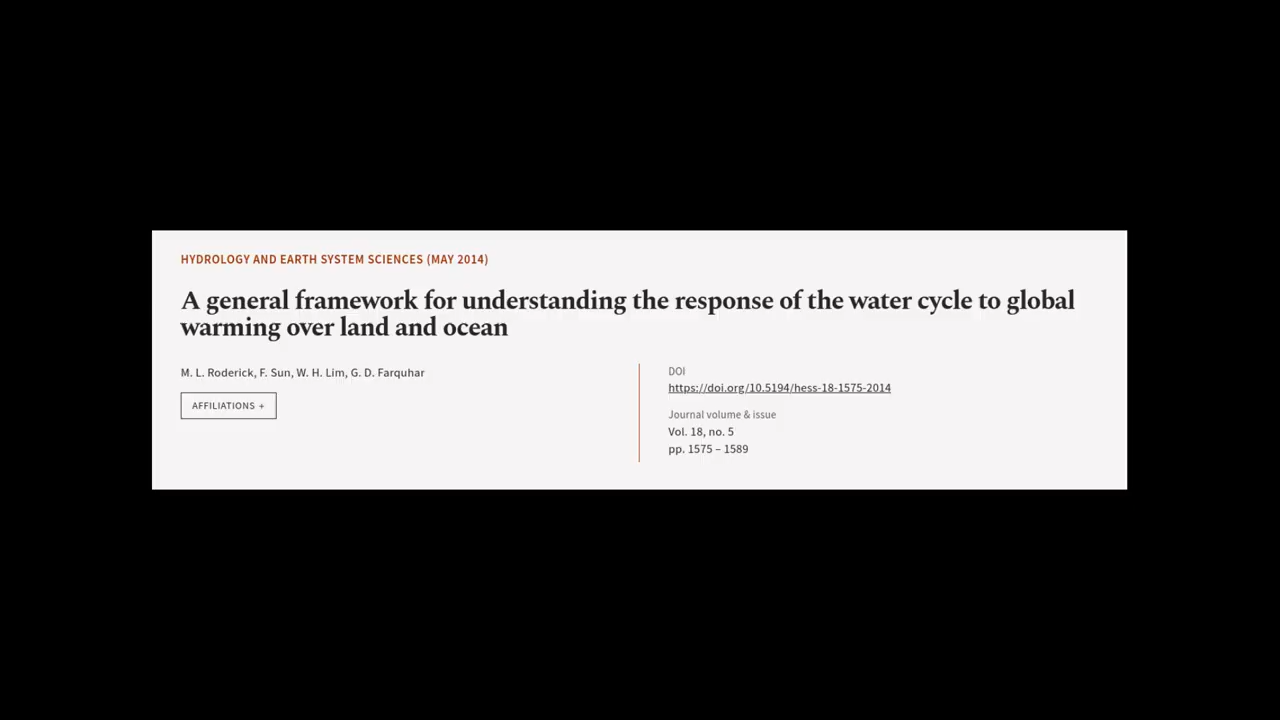 HYDROLOGY AND EARTH SYSTEM SCIENCES (MAY 2014)
A general framework for understanding the response of the water cycle to global
warming over land and ocean
M. L. Roderick, F. Sun, W. H. Lim, G. D. Farquhar
AFFILIATIONS +
DOI
https://doi.org/10.5194/hess-18-1575-2014
Journal volume & issue
Vol. 18, no. 5
pp. 1575 – 1589